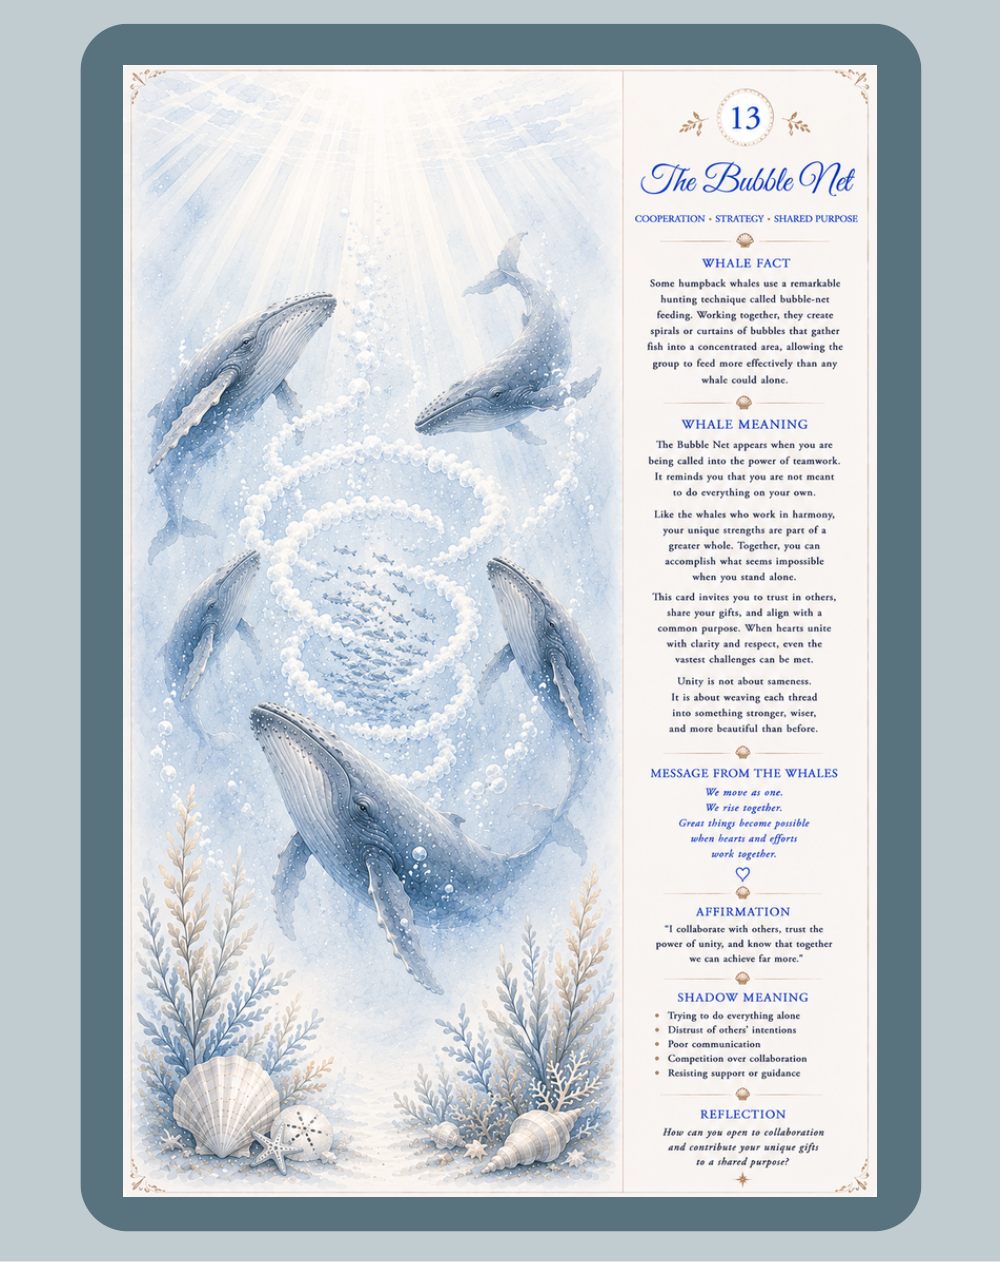 13
The Bubble Net
COOPERATION • STRATEGY • SHARED PURPOSE
WHALE FACT
Some humpback whales use a remarkable
hunting technique called bubble-net
feeding. Working together, they create
spirals or curtains of bubbles that gather
fish into a concentrated area, allowing the
group to feed more effectively than any
whale could alone.
WHALE MEANING
The Bubble Net appears when you are
being called into the power of teamwork.
It reminds you that you are not meant
to do everything on your own.
Like the whales who work in harmony,
your unique strengths are part of a
greater whole. Together, you can
accomplish what seems impossible
when you stand alone.
This card invites you to trust in others,
share your gifts, and align with a
common purpose. When hearts unite
with clarity and respect, even the
vastest challenges can be met.
Unity is not about sameness.
It is about weaving each thread
into something stronger, wiser,
and more beautiful than before.
MESSAGE FROM THE WHALES
We move as one.
We rise together.
Great things become possible
when hearts and efforts
work together.
AFFIRMATION
“I collaborate with others, trust the
power of unity, and know that together
we can achieve far more.”
SHADOW MEANING
• Trying to do everything alone
• Distrust of others’ intentions
• Poor communication
• Competition over collaboration
• Resisting support or guidance
REFLECTION
How can you open to collaboration
and contribute your unique gifts
to a shared purpose?